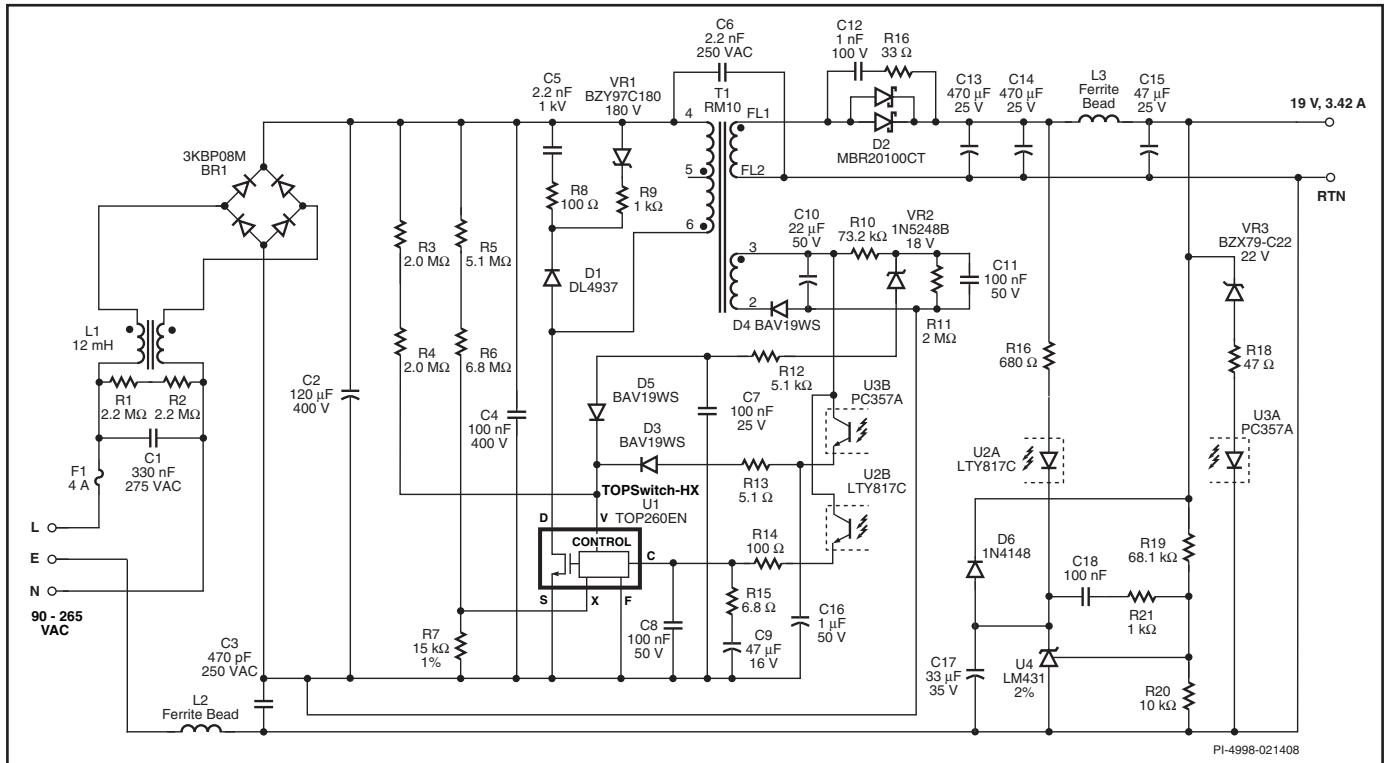 C6
2.2 nF
250 VAC
C12
1 nF
100 V
R16
33 Ω
C5
2.2 nF
1 kV
VR1
BZY97C180
180 V
T1
RM10
4
5
6
FL1
FL2
D2
MBR20100CT
C13
470 µF
25 V
C14
470 µF
25 V
L3
Ferrite
Bead
C15
47 µF
25 V
19 V, 3.42 A
RTN
3KBP08M
BR1
R8
100 Ω
R9
1 kΩ
R3
2.0 MΩ
R5
5.1 MΩ
D1
DL4937
3
2
C10
22 µF
50 V
R10
73.2 kΩ
VR2
1N5248B
18 V
C11
100 nF
50 V
R11
2 MΩ
D4 BAV19WS
VR3
BZX79-C22
22 V
L1
12 mH
R1
2.2 MΩ
R2
2.2 MΩ
C1
330 nF
275 VAC
F1
4 A
C2
120 µF
400 V
R4
2.0 MΩ
R6
6.8 MΩ
C4
100 nF
400 V
D5
BAV19WS
R12
5.1 kΩ
C7
100 nF
25 V
D3
BAV19WS
R13
5.1 Ω
U3B
PC357A
U2B
LTY817C
R16
680 Ω
U2A
LTY817C
R18
47 Ω
U3A
PC357A
L
E
N
90 - 265
VAC
TOPSwitch-HX
U1
TOP260EN
D
V
CONTROL
C
S
X
F
R14
100 Ω
R15
6.8 Ω
C9
47 µF
16 V
C8
100 nF
50 V
C16
1 µF
50 V
R7
15 kΩ
1%
C3
470 pF
250 VAC
L2
Ferrite Bead
D6
1N4148
C18
100 nF
R19
68.1 kΩ
R21
1 kΩ
C17
33 µF
35 V
U4
LM431
2%
R20
10 kΩ
PI-4998-021408